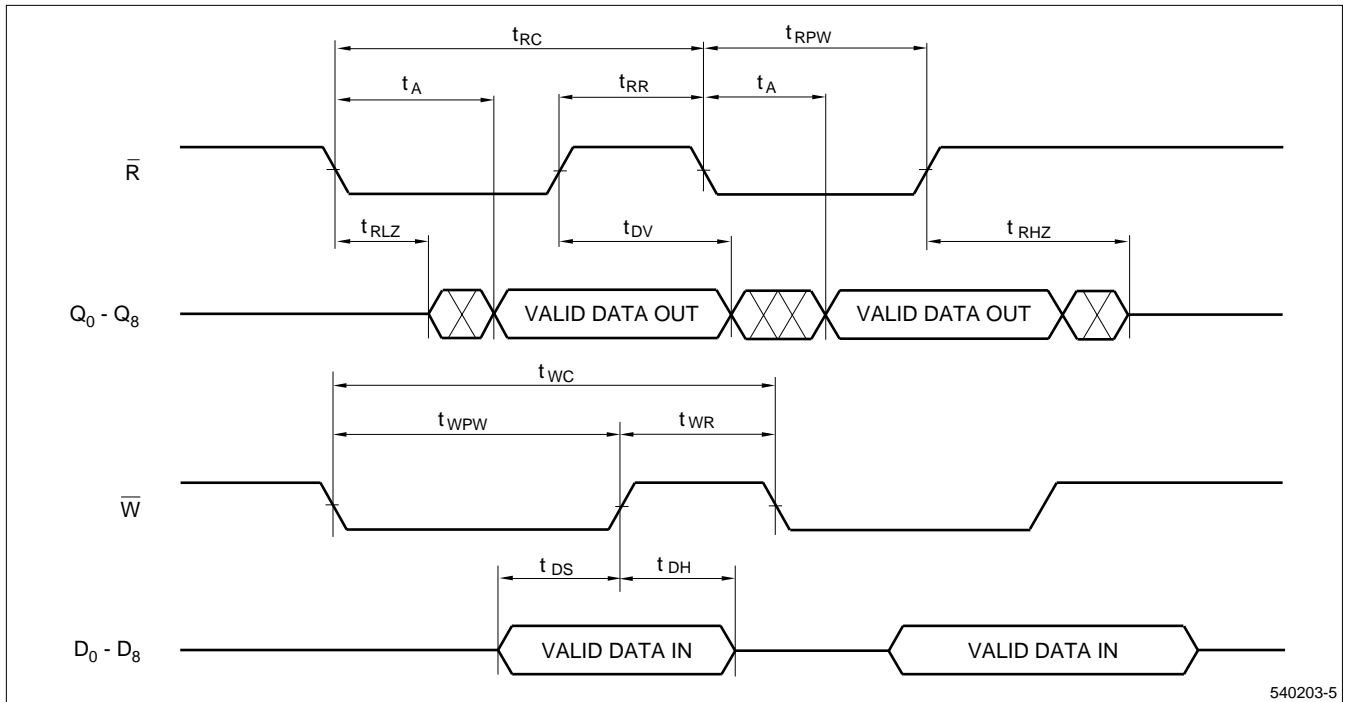 tRC
tRPW
tA
tRR
tA
R̅
tRLZ
tDV
tRHZ
Q0 - Q8
VALID DATA OUT
VALID DATA OUT
tWC
tWPW
tWR
W̅
tDS
tDH
D0 - D8
VALID DATA IN
VALID DATA IN
540203-5